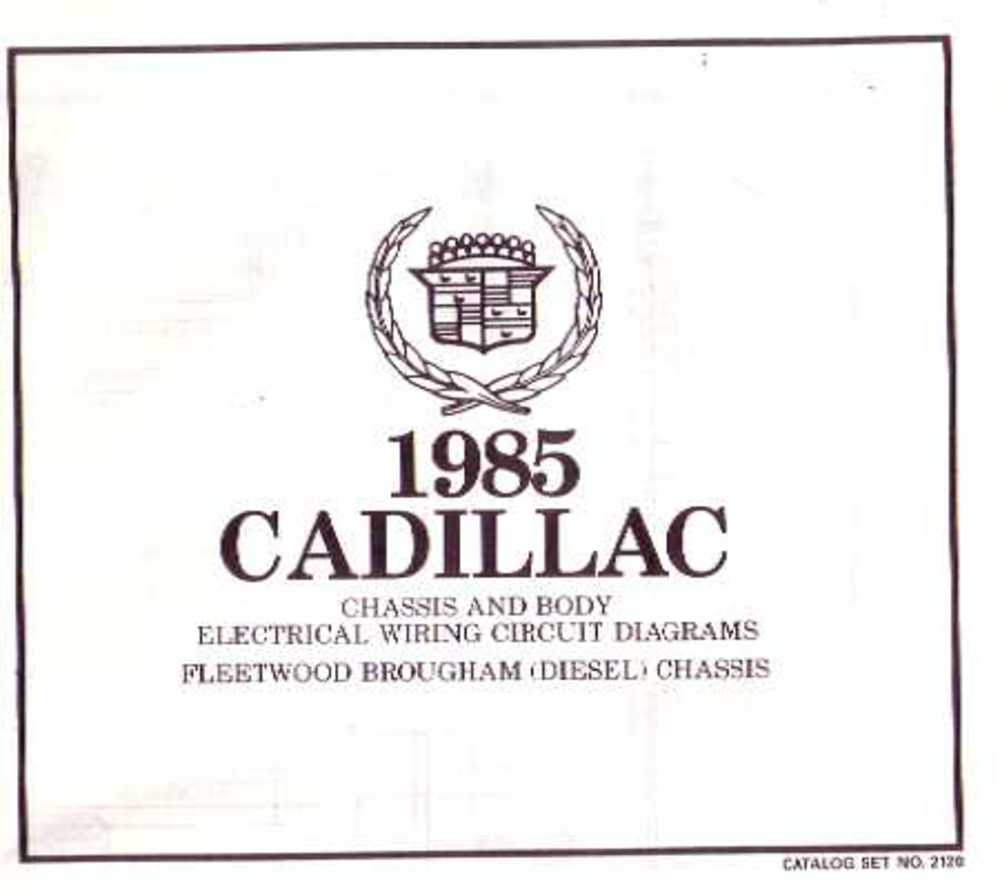 1985
CADILLAC
CHASSIS AND BODY
ELECTRICAL WIRING CIRCUIT DIAGRAMS
FLEETWOOD BROUGHAM (DIESEL) CHASSIS
CATALOG SET NO. 2120